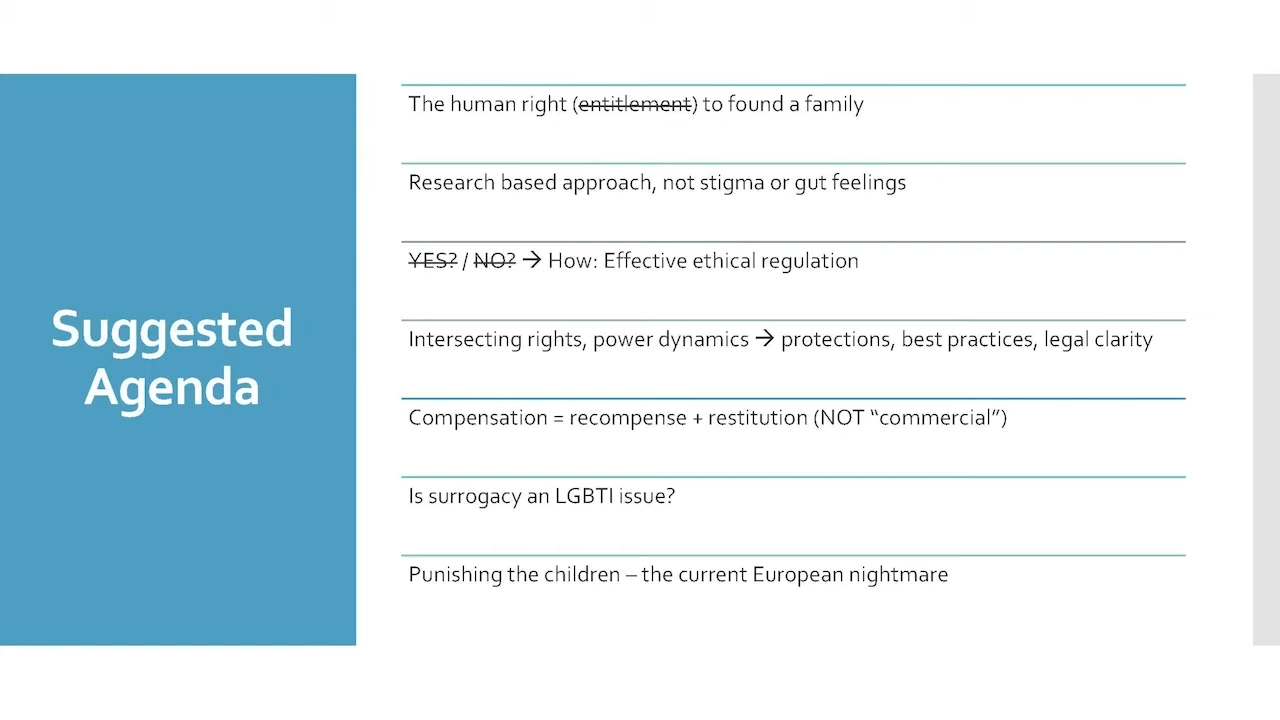 Suggested
Agenda
The human right (entitlement) to found a family
Research based approach, not stigma or gut feelings
YES? / NO? → How: Effective ethical regulation
Intersecting rights, power dynamics → protections, best practices, legal clarity
Compensation = recompense + restitution (NOT “commercial”)
Is surrogacy an LGBTI issue?
Punishing the children – the current European nightmare